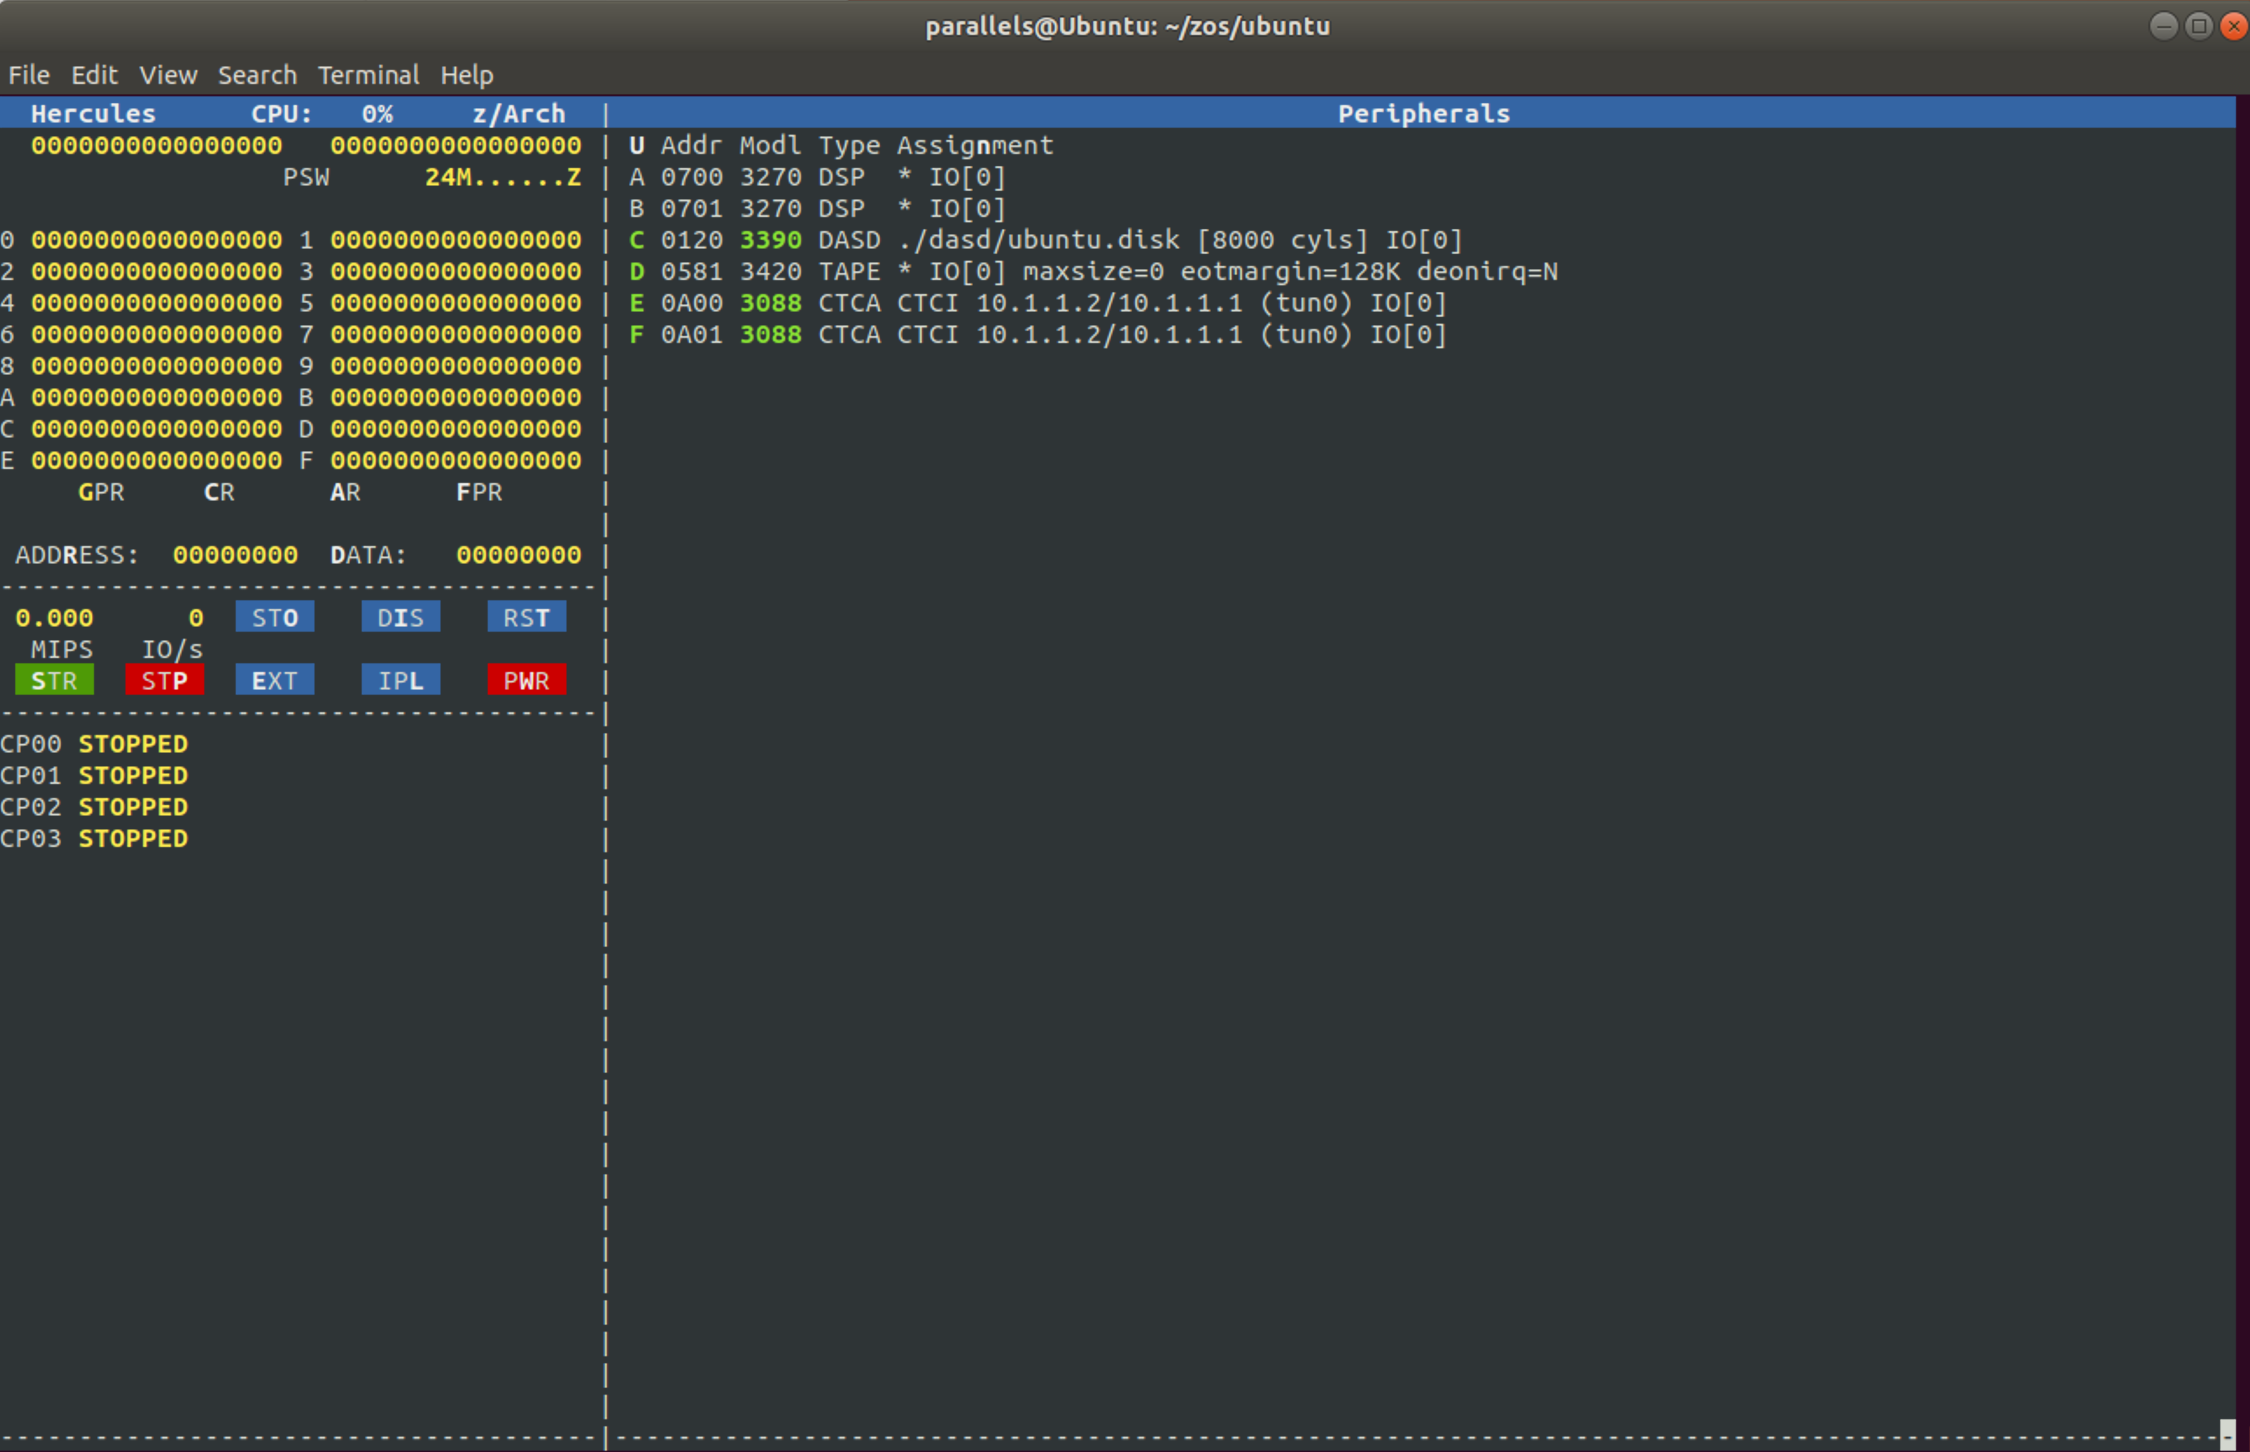 parallels@Ubuntu: ~/zos/ubuntu
File Edit View Search Terminal Help
Hercules CPU: 0% z/Arch | Peripherals
0000000000000000 0000000000000000 | U Addr Modl Type Assignment
PSW 24M......Z | A 0700 3270 DSP * IO[0]
| B 0701 3270 DSP * IO[0]
0 0000000000000000 1 0000000000000000 | C 0120 3390 DASD ./dasd/ubuntu.disk [8000 cyls] IO[0]
2 0000000000000000 3 0000000000000000 | D 0581 3420 TAPE * IO[0] maxsize=0 eotmargin=128K deonirq=N
4 0000000000000000 5 0000000000000000 | E 0A00 3088 CTCA CTCI 10.1.1.2/10.1.1.1 (tun0) IO[0]
6 0000000000000000 7 0000000000000000 | F 0A01 3088 CTCA CTCI 10.1.1.2/10.1.1.1 (tun0) IO[0]
8 0000000000000000 9 0000000000000000 |
A 0000000000000000 B 0000000000000000 |
C 0000000000000000 D 0000000000000000 |
E 0000000000000000 F 0000000000000000 |
GPR CR AR FPR |
ADDRESS: 00000000 DATA: 00000000 |
0.000 0 STO DIS RST |
MIPS IO/s |
STR STP EXT IPL PWR |
CP00 STOPPED |
CP01 STOPPED |
CP02 STOPPED |
CP03 STOPPED |